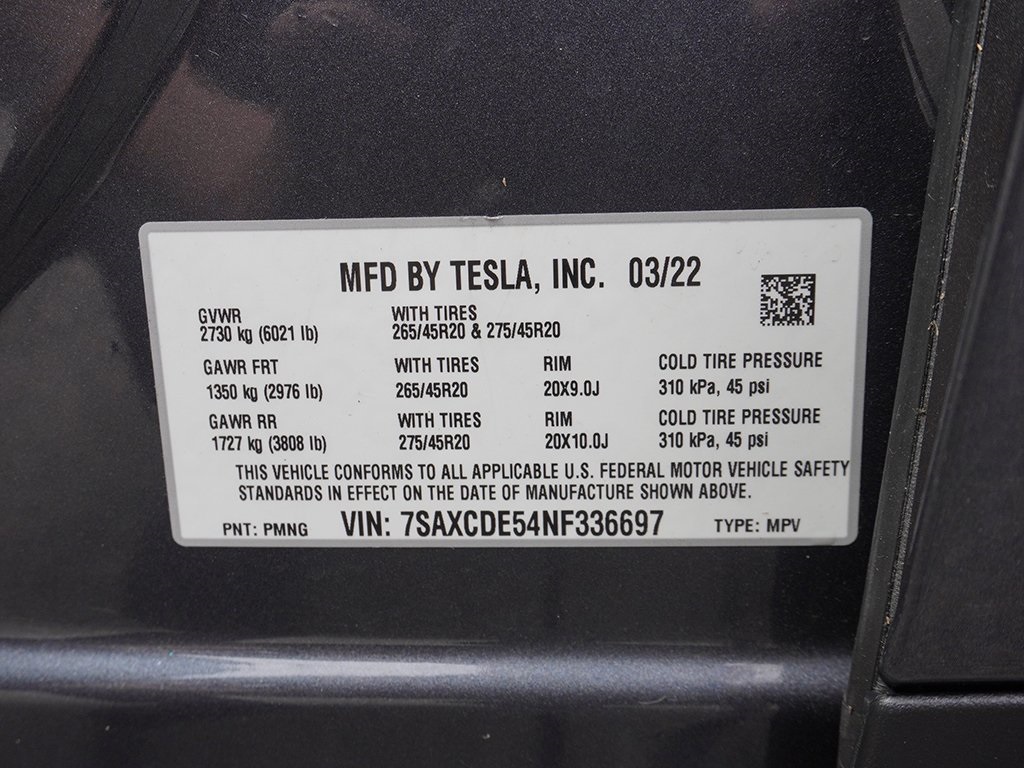 MFD BY TESLA, INC. 03/22
GVWR WITH TIRES
2730 kg (6021 lb) 265/45R20 & 275/45R20
GAWR FRT WITH TIRES RIM COLD TIRE PRESSURE
1350 kg (2976 lb) 265/45R20 20X9.0J 310 kPa, 45 psi
GAWR RR WITH TIRES RIM COLD TIRE PRESSURE
1727 kg (3808 lb) 275/45R20 20X10.0J 310 kPa, 45 psi
THIS VEHICLE CONFORMS TO ALL APPLICABLE U.S. FEDERAL MOTOR VEHICLE SAFETY
STANDARDS IN EFFECT ON THE DATE OF MANUFACTURE SHOWN ABOVE.
PNT: PMNG VIN: 7SAXCDE54NF336697 TYPE: MPV